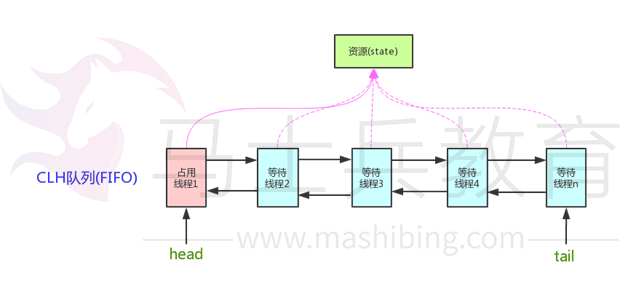 资源(state)
马士兵教育
CLH队列(FIFO)
占用
线程1
等待
线程2
等待
线程3
等待
线程4
等待
线程n
www.mashibing.com
head
tail